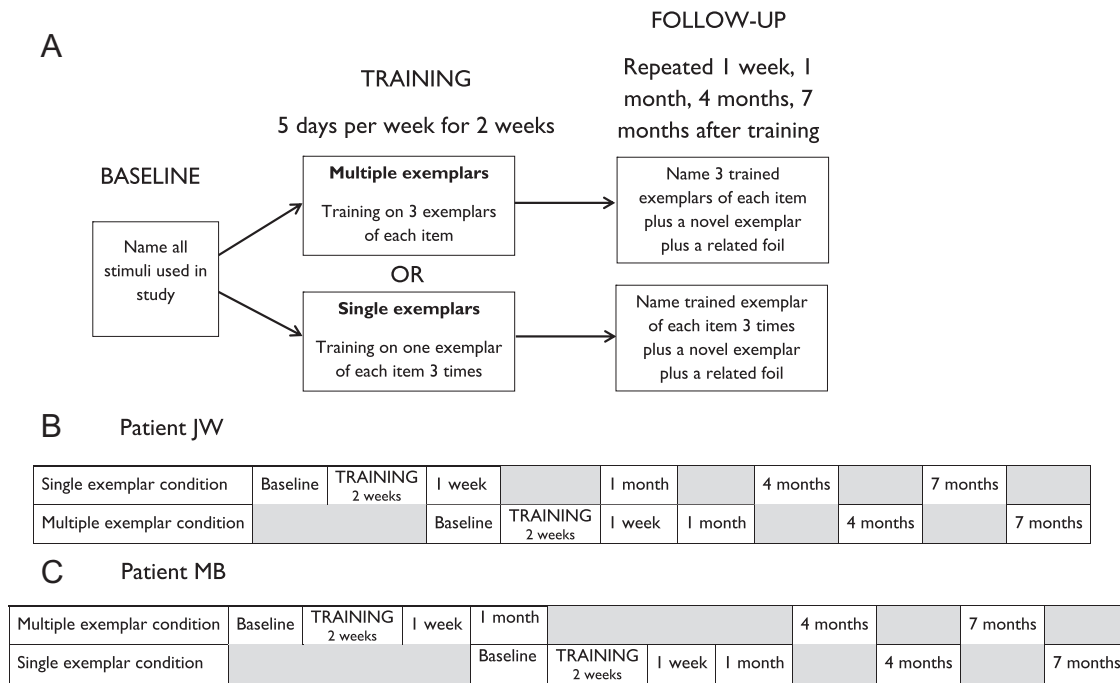 A
BASELINE
Name all
stimuli used in
study
TRAINING
5 days per week for 2 weeks
Multiple exemplars
Training on 3 exemplars
of each item
OR
Single exemplars
Training on one exemplar
of each item 3 times
FOLLOW-UP
Repeated 1 week, 1
month, 4 months, 7
months after training
Name 3 trained
exemplars of each item
plus a novel exemplar
plus a related foil
Name trained exemplar
of each item 3 times
plus a novel exemplar
plus a related foil
B Patient JW
Single exemplar condition Baseline TRAINING 2 weeks 1 week 1 month 4 months 7 months
Multiple exemplar condition Baseline TRAINING 2 weeks 1 week 1 month 4 months 7 months
C Patient MB
Multiple exemplar condition Baseline TRAINING 2 weeks 1 week 1 month 4 months 7 months
Single exemplar condition Baseline TRAINING 2 weeks 1 week 1 month 4 months 7 months